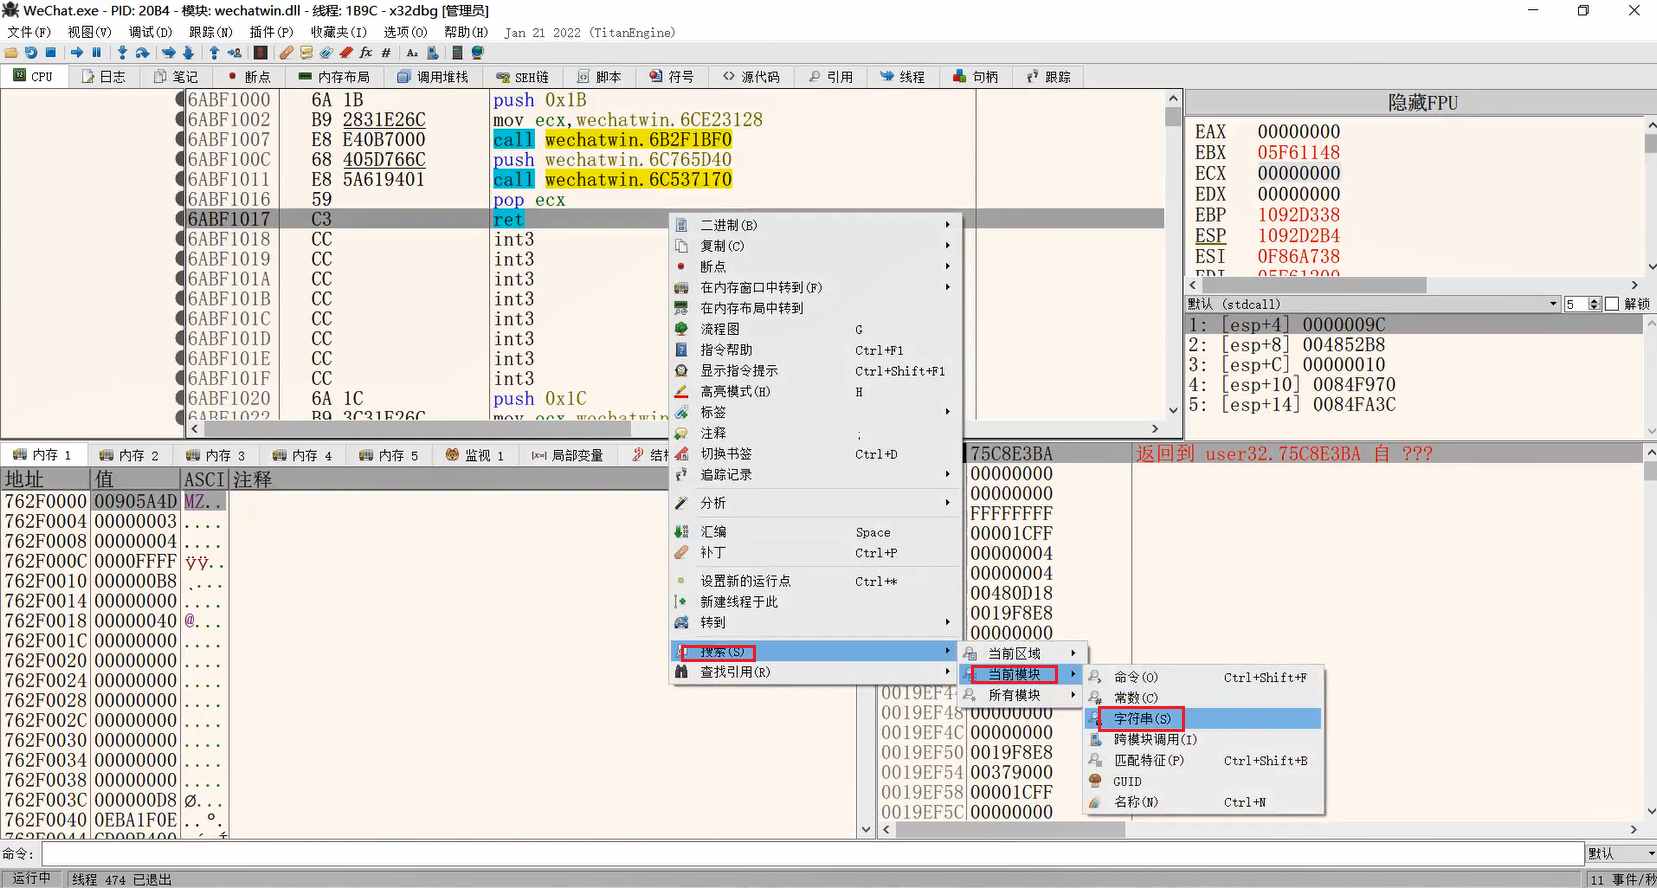 WeChat.exe - PID: 20B4 - 模块: wechatwin.dll - 线程: 1B9C - x32dbg [管理员]
文件(F) 视图(V) 调试(D) 跟踪(N) 插件(P) 收藏夹(I) 选项(O) 帮助(H) Jan 21 2022 (TitanEngine)
CPU 日志 笔记 断点 内存布局 调用堆栈 SEH链 脚本 符号 源代码 引用 线程 句柄 跟踪
6ABF1000 6A 1B push 0x1B
6ABF1002 B9 2831E26C mov ecx,wechatwin.6CE23128
6ABF1007 E8 E40B7000 call wechatwin.6B2F1BF0
6ABF100C 68 405D766C push wechatwin.6C765D40
6ABF1011 E8 5A619401 call wechatwin.6C537170
6ABF1016 59 pop ecx
6ABF1017 C3 ret
6ABF1018 CC int3
6ABF1019 CC int3
6ABF101A CC int3
6ABF101B CC int3
6ABF101C CC int3
6ABF101D CC int3
6ABF101E CC int3
6ABF101F CC int3
6ABF1020 6A 1C push 0x1C
6ABF1022 B9 3C31E26C mov ecx
隐藏FPU
EAX 00000000
EBX 05F61148
ECX 00000000
EDX 00000000
EBP 1092D338
ESP 1092D2B4
ESI 0F86A738
EDI 05F61200
默认 (stdcall) 5 解锁
1: [esp+4] 0000009C
2: [esp+8] 004852B8
3: [esp+C] 00000010
4: [esp+10] 0084F970
5: [esp+14] 0084FA3C
二进制(B)
复制(C)
断点
在内存窗口中转到(F)
在内存布局中转到
流程图 G
指令帮助 Ctrl+F1
显示指令提示 Ctrl+Shift+F1
高亮模式(H) H
标签
注释 ;
切换书签 Ctrl+D
追踪记录
分析
汇编 Space
补丁 Ctrl+P
设置新的运行点 Ctrl+*
新建线程于此
转到
搜索(S)
查找引用(R)
当前区域
当前模块
所有模块
命令(O) Ctrl+Shift+F
常数(C)
字符串(S)
跨模块调用(I)
匹配特征(P) Ctrl+Shift+B
GUID
名称(N) Ctrl+N
内存 1 内存 2 内存 3 内存 4 内存 5 监视 1 [x=] 局部变量
地址 值 ASCI 注释
762F0000 00905A4D MZ..
762F0004 00000003 ....
762F0008 00000004 ....
762F000C 0000FFFF ÿÿ..
762F0010 000000B8 ¸...
762F0014 00000000 ....
762F0018 00000040 @...
762F001C 00000000 ....
762F0020 00000000 ....
762F0024 00000000 ....
762F0028 00000000 ....
762F002C 00000000 ....
762F0030 00000000 ....
762F0034 00000000 ....
762F0038 00000000 ....
762F003C 000000D8 Ø...
762F0040 0EBA1F0E ..º.
762F0044 CD09B400
75C8E3BA 返回到 user32.75C8E3BA 自 ???
00000000
00000000
FFFFFFFF
00001CFF
00000004
00000004
00480D18
0019F8E8
00000000
0019EF44
0019EF48 00000000
0019EF4C 00000000
0019EF50 0019F8E8
0019EF54 00379000
0019EF58 00001CFF
0019EF5C 00000000
命令: 默认
运行中 线程 474 已退出 11 事件/秒